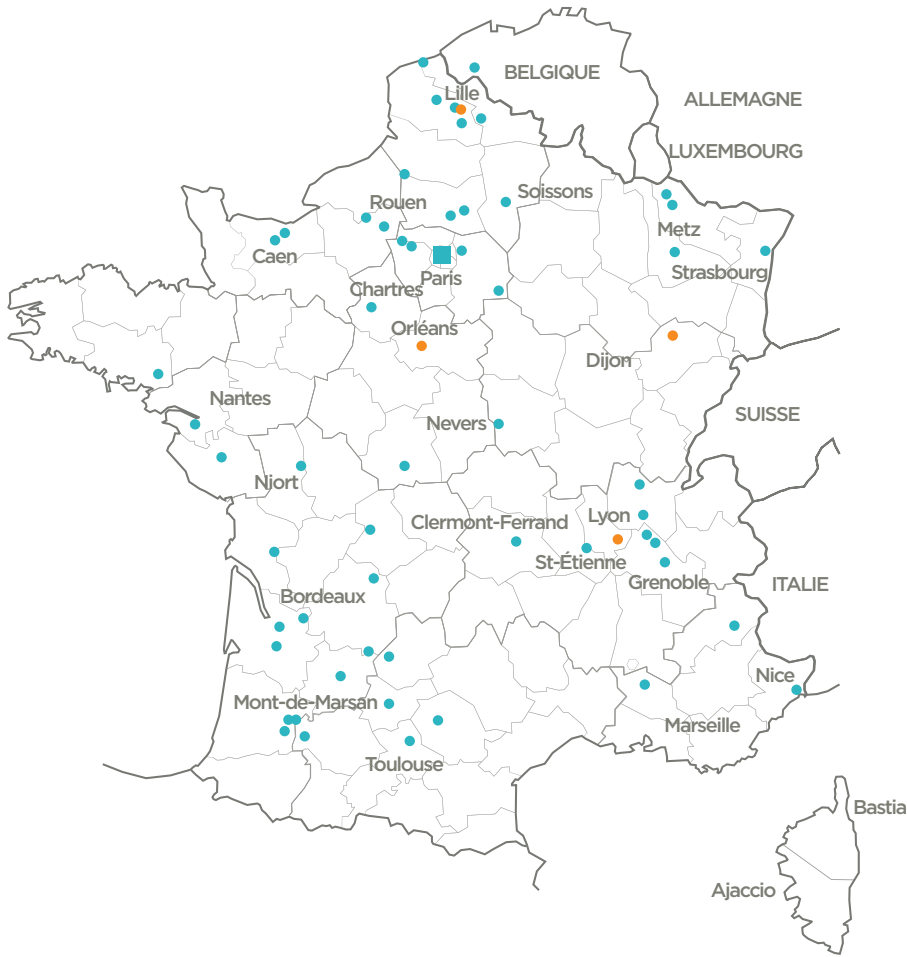 BELGIQUE
Lille
ALLEMAGNE
LUXEMBOURG
Soissons
Rouen
Metz
Caen
Strasbourg
Paris
Chartres
Orléans
Dijon
Nantes
SUISSE
Nevers
Niort
Clermont-Ferrand
Lyon
St-Étienne
Grenoble
ITALIE
Bordeaux
Nice
Mont-de-Marsan
Marseille
Toulouse
Bastia
Ajaccio